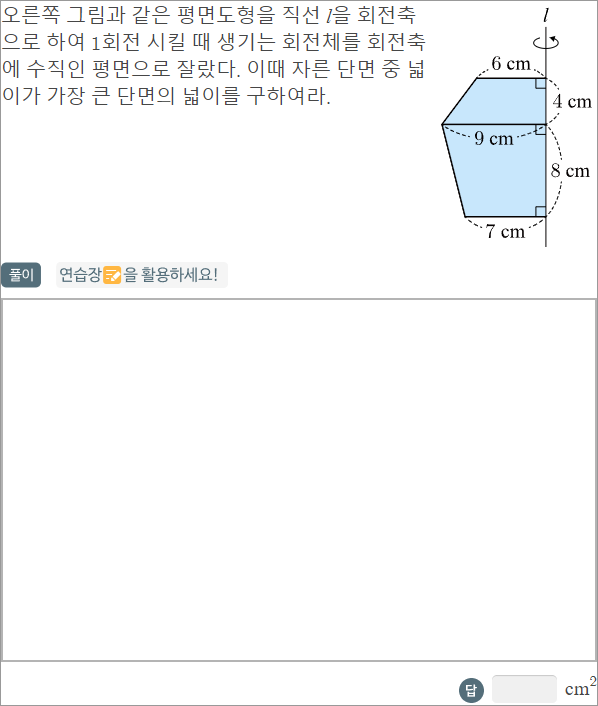 오른쪽 그림과 같은 평면도형을 직선 l을 회전축
으로 하여 1회전 시킬 때 생기는 회전체를 회전축
에 수직인 평면으로 잘랐다. 이때 자른 단면 중 넓
이가 가장 큰 단면의 넓이를 구하여라.
l
6 cm
4 cm
9 cm
8 cm
7 cm
풀이 연습장을 활용하세요!
답 cm²